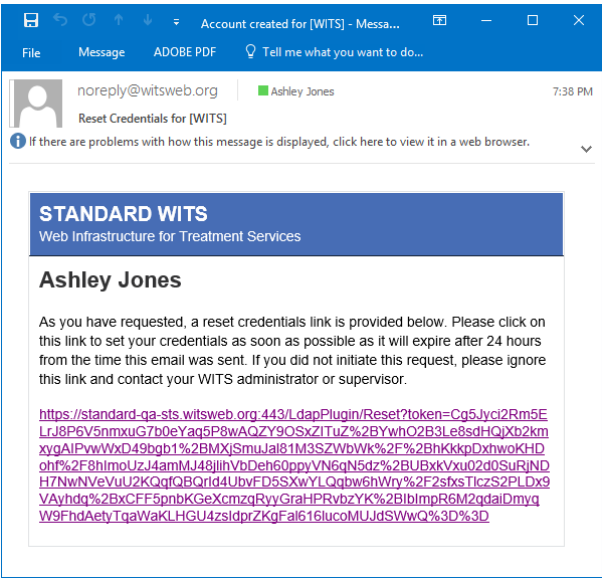 Account created for [WITS] - Messa...
File Message ADOBE PDF Tell me what you want to do...
noreply@witsweb.org Ashley Jones 7:38 PM
Reset Credentials for [WITS]
If there are problems with how this message is displayed, click here to view it in a web browser.
STANDARD WITS
Web Infrastructure for Treatment Services
Ashley Jones
As you have requested, a reset credentials link is provided below. Please click on
this link to set your credentials as soon as possible as it will expire after 24 hours
from the time this email was sent. If you did not initiate this request, please ignore
this link and contact your WITS administrator or supervisor.
https://standard-qa-sts.witsweb.org:443/LdapPlugin/Reset?token=Cg5Jyci2Rm5E
LrJ8P6V5nmxuG7b0eYaq5P8wAQZY9OSxZITuZ%2BYwhO2B3Le8sdHQjXb2km
xygAIPvwWxD49bgb1%2BMXjSmuJal81M3SZWbWk%2F%2BhKkkpDxhwoKHD
ohf%2F8hImoUzJ4amMJ48jlihVbDeh60ppyVN6qN5dz%2BUBxkVxu02d0SuRjND
H7NwNVeVuU2KQqfQBQrId4UbvFD5SXwYLQqbw6hWry%2F2sfxsTlczS2PLDx9
VAyhdq%2BxCFF5pnbKGeXcmzqRyyGraHPRvbzYK%2BIbImpR6M2qdaiDmyq
W9FhdAetyTqaWaKLHGU4zsIdprZKgFal616lucoMUJdSWwQ%3D%3D